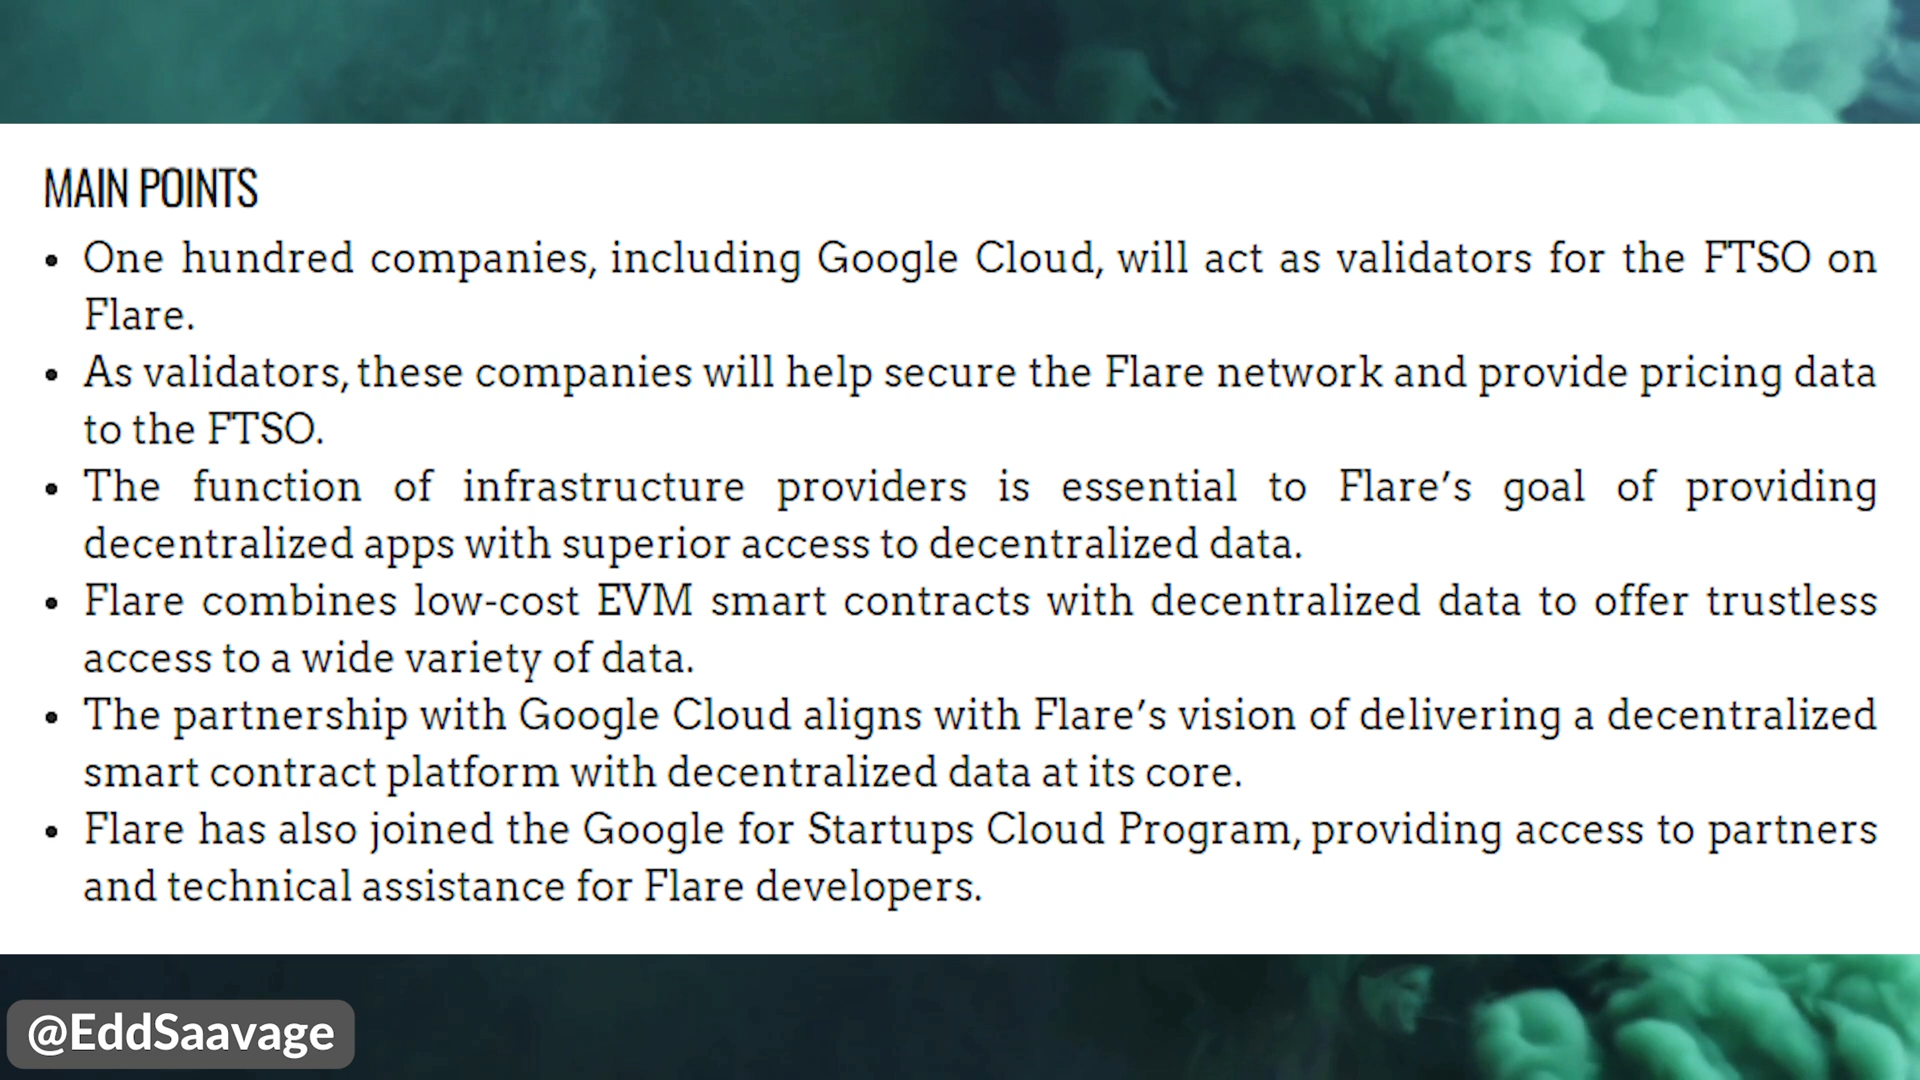 MAIN POINTS
• One hundred companies, including Google Cloud, will act as validators for the FTSO on
Flare.
• As validators, these companies will help secure the Flare network and provide pricing data
to the FTSO.
• The function of infrastructure providers is essential to Flare’s goal of providing
decentralized apps with superior access to decentralized data.
• Flare combines low-cost EVM smart contracts with decentralized data to offer trustless
access to a wide variety of data.
• The partnership with Google Cloud aligns with Flare’s vision of delivering a decentralized
smart contract platform with decentralized data at its core.
• Flare has also joined the Google for Startups Cloud Program, providing access to partners
and technical assistance for Flare developers.
@EddSaavage